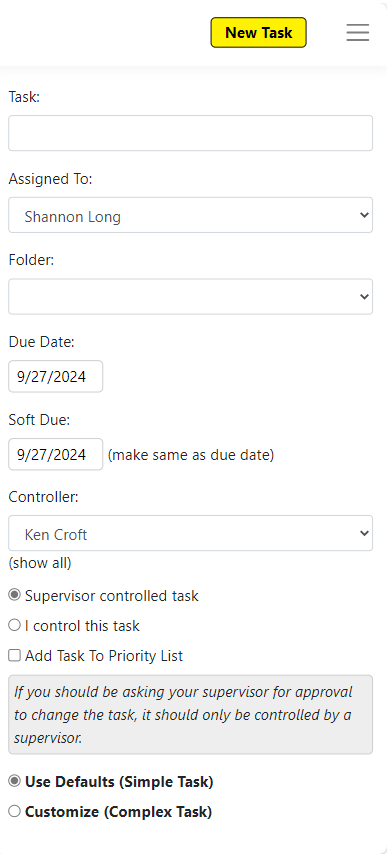 New Task
Task:
Assigned To:
Shannon Long
Folder:
Due Date:
9/27/2024
Soft Due:
9/27/2024 (make same as due date)
Controller:
Ken Croft
(show all)
Supervisor controlled task
I control this task
Add Task To Priority List
If you should be asking your supervisor for approval
to change the task, it should only be controlled by a
supervisor.
Use Defaults (Simple Task)
Customize (Complex Task)